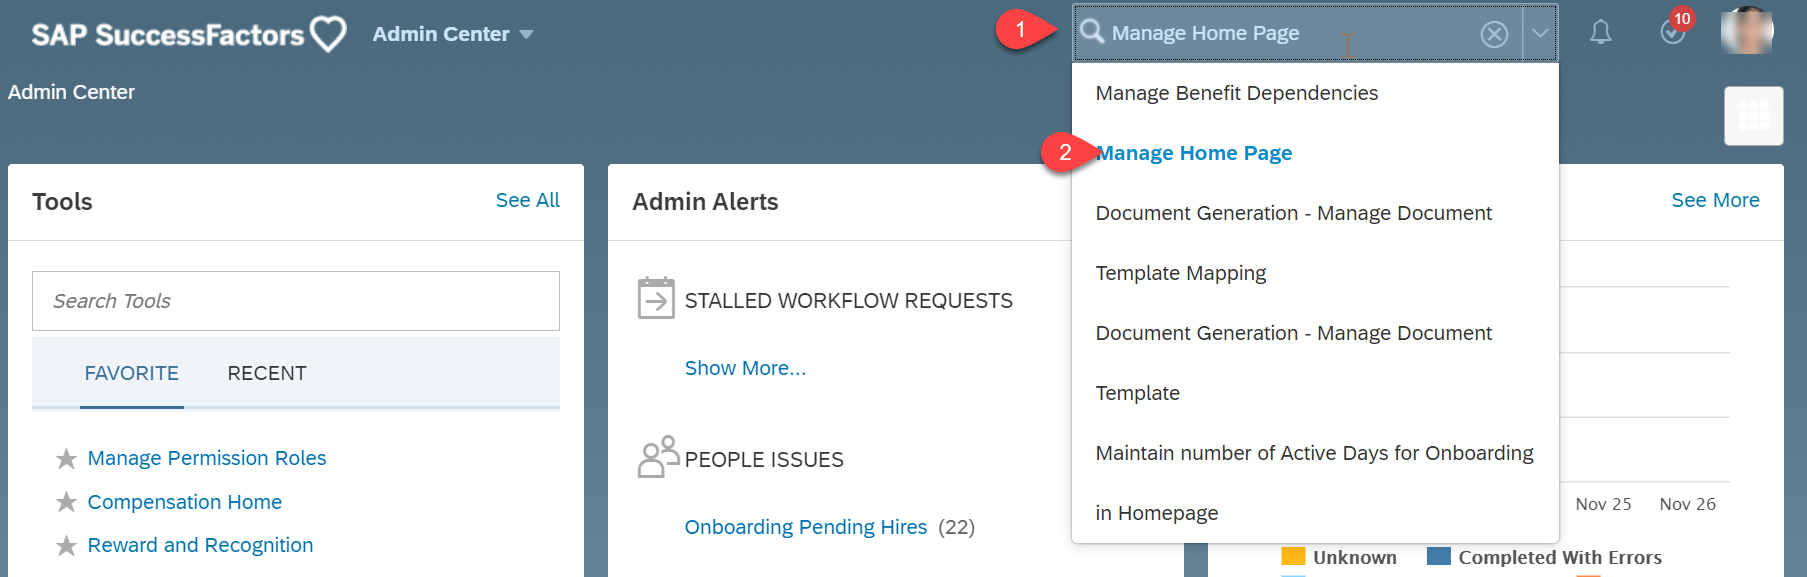 SAP SuccessFactors
Admin Center
1
Manage Home Page
10
Admin Center
Manage Benefit Dependencies
2
Manage Home Page
Document Generation - Manage Document
Template Mapping
Document Generation - Manage Document
Template
Maintain number of Active Days for Onboarding
in Homepage
Tools
See All
Search Tools
FAVORITE
RECENT
Manage Permission Roles
Compensation Home
Reward and Recognition
Admin Alerts
STALLED WORKFLOW REQUESTS
Show More...
PEOPLE ISSUES
Onboarding Pending Hires (22)
See More
Nov 25
Nov 26
Unknown
Completed With Errors